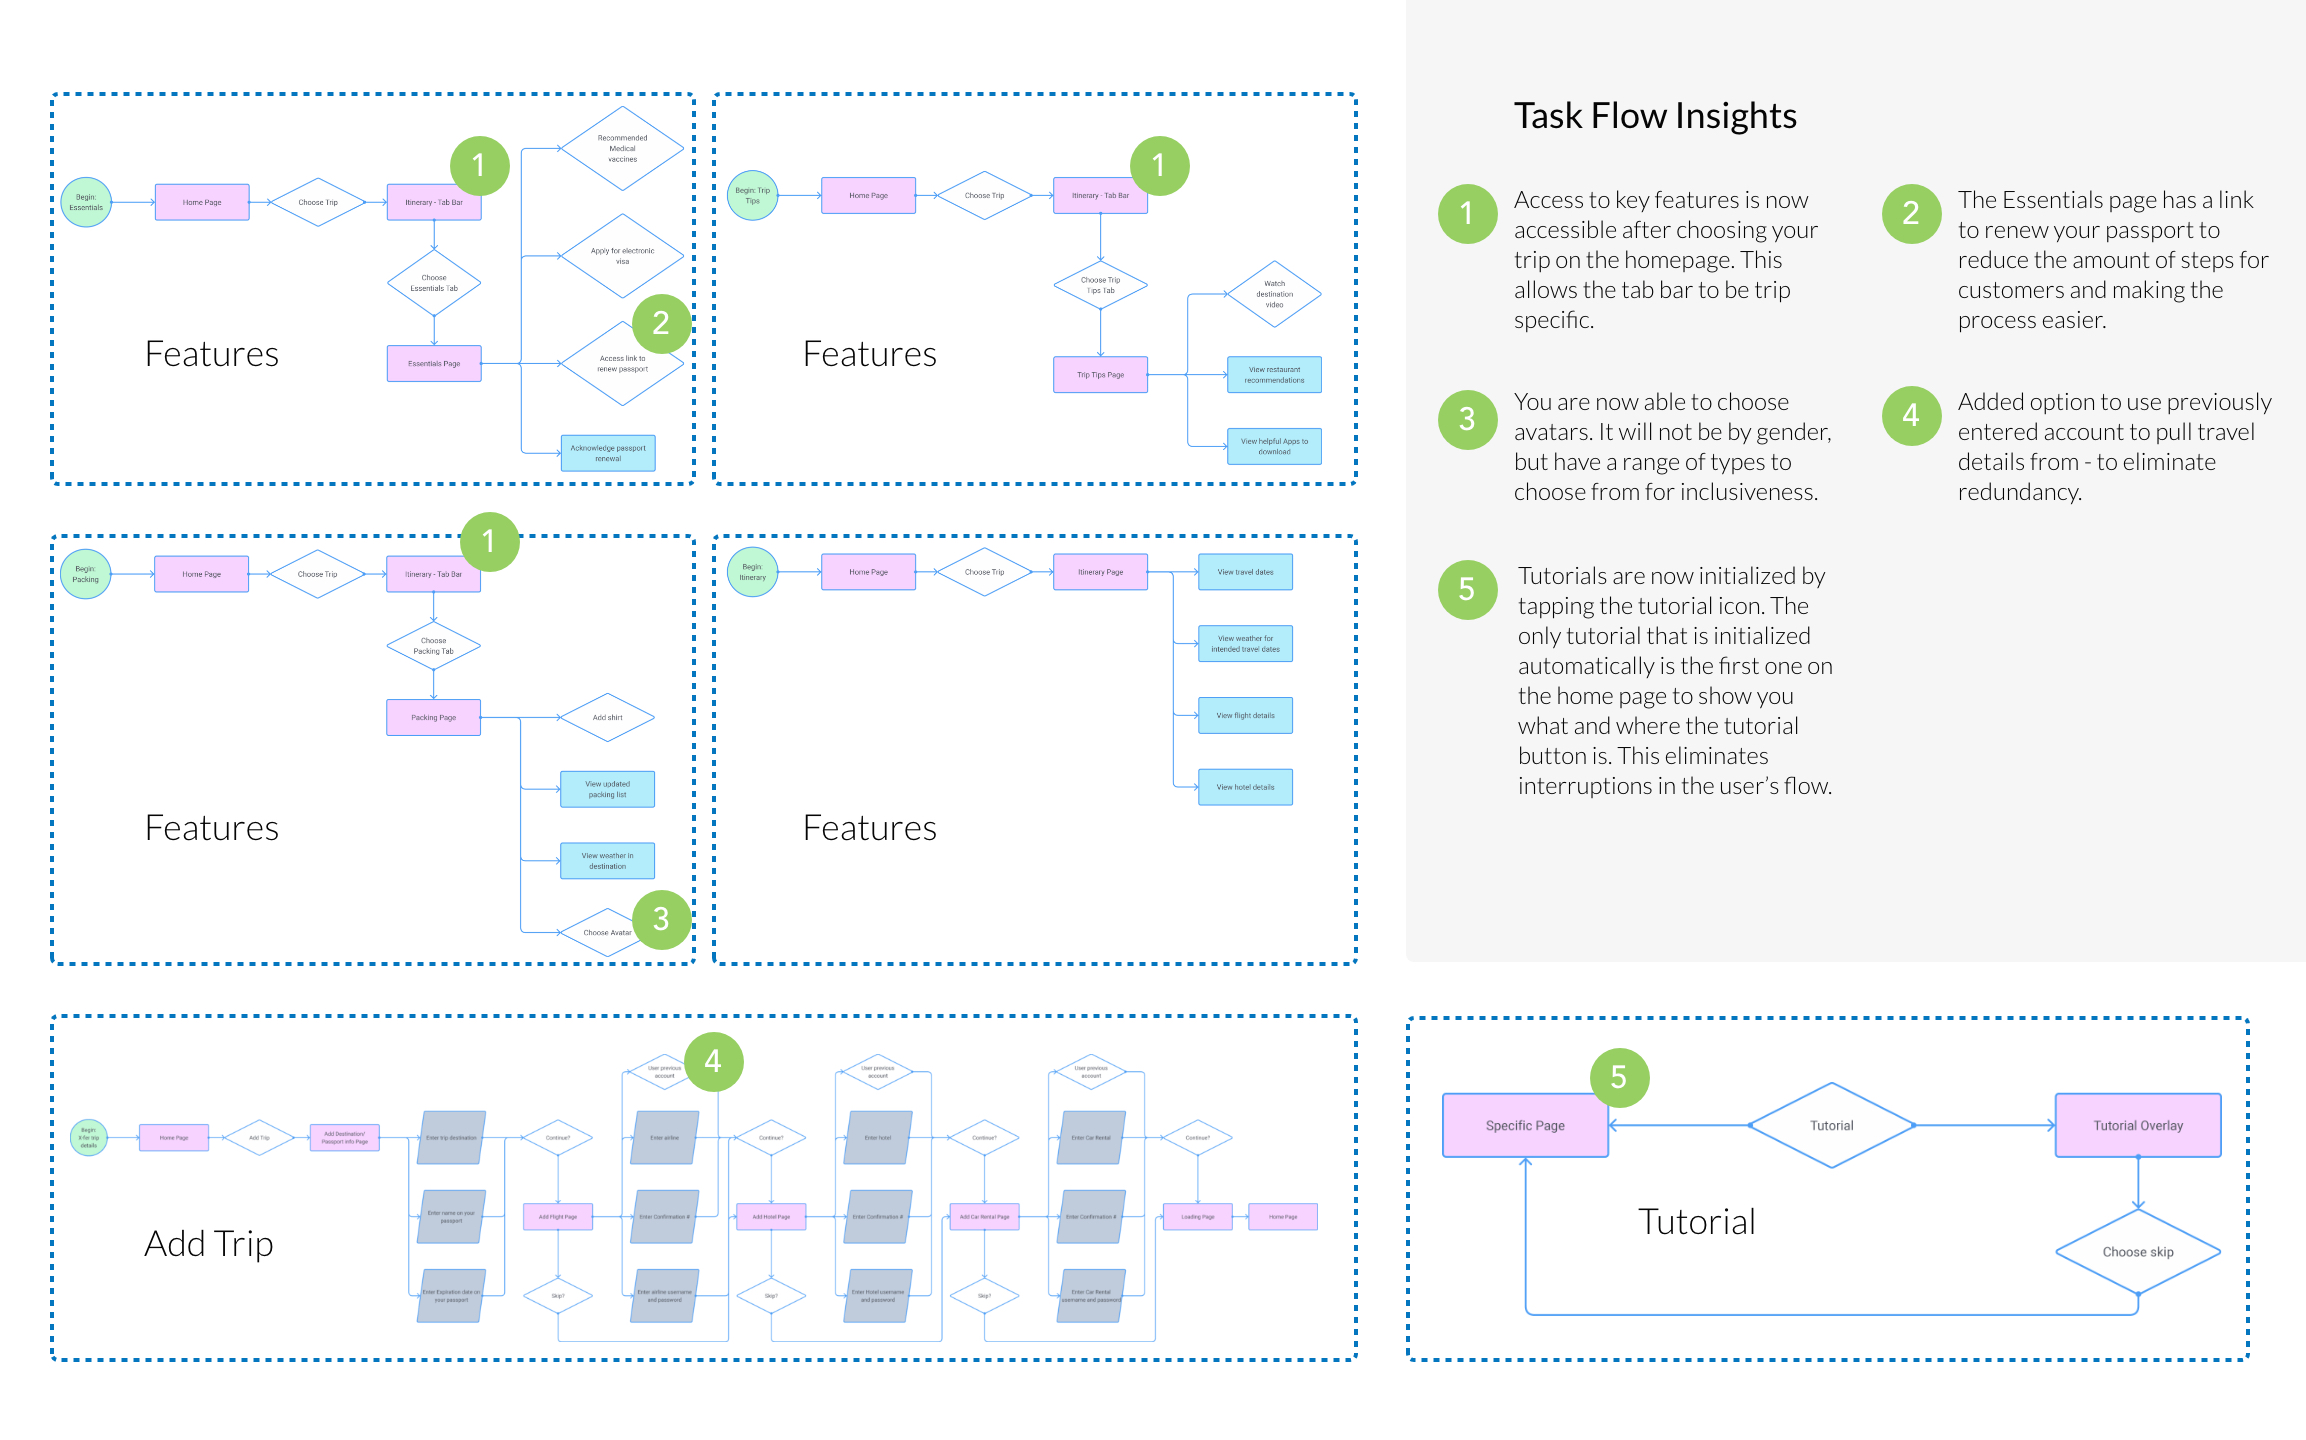 Begin:
Essentials
Home Page
Choose Trip
Itinerary - Tab Bar
1
Choose
Essentials Tab
Essentials Page
Recommended
Medical
vaccines
Apply for electronic
visa
2
Access link to
renew passport
Acknowledge passport
renewal
Features
Begin: Trip
Tips
Home Page
Choose Trip
Itinerary - Tab Bar
1
Choose Trip
Tips Tab
Trip Tips Page
Watch
destination
video
View restaurant
recommendations
View helpful Apps to
download
Features
Begin:
Packing
Home Page
Choose Trip
Itinerary - Tab Bar
1
Choose
Packing Tab
Packing Page
Add shirt
View updated
packing list
View weather in
destination
Choose Avatar
3
Features
Begin:
Itinerary
Home Page
Choose Trip
Itinerary Page
View travel dates
View weather for
intended travel dates
View flight details
View hotel details
Features
Task Flow Insights
1
Access to key features is now
accessible after choosing your
trip on the homepage. This
allows the tab bar to be trip
specific.
2
The Essentials page has a link
to renew your passport to
reduce the amount of steps for
customers and making the
process easier.
3
You are now able to choose
avatars. It will not be by gender,
but have a range of types to
choose from for inclusiveness.
4
Added option to use previously
entered account to pull travel
details from - to eliminate
redundancy.
5
Tutorials are now initialized by
tapping the tutorial icon. The
only tutorial that is initialized
automatically is the first one on
the home page to show you
what and where the tutorial
button is. This eliminates
interruptions in the user’s flow.
Begin:
trip
details
Home Page
Add Trip
Add Destination/
Passport info Page
Enter trip destination
Enter name on your
passport
Enter Expiration date on
your passport
Continue?
Add Flight Page
Skip?
User previous
account
4
Enter airline
Enter Confirmation #
Enter airline username
and password
Continue?
Add Hotel Page
Skip?
User previous
account
Enter hotel
Enter Confirmation #
Enter Hotel username
and password
Continue?
Add Car Rental Page
Skip?
User previous
account
Enter Car Rental
Enter Confirmation #
Enter Car Rental
username and password
Continue?
Loading Page
Home Page
Add Trip
5
Specific Page
Tutorial
Tutorial Overlay
Choose skip
Tutorial